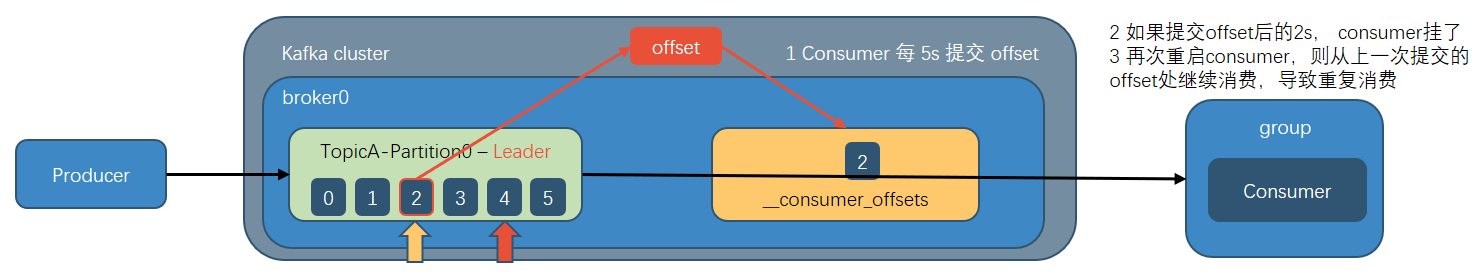 Kafka cluster
offset
1 Consumer 每 5s 提交 offset
2 如果提交offset后的2s， consumer挂了
3 再次重启consumer，则从上一次提交的
offset处继续消费，导致重复消费
broker0
Producer
TopicA-Partition0 – Leader
0 1 2 3 4 5
2
__consumer_offsets
group
Consumer